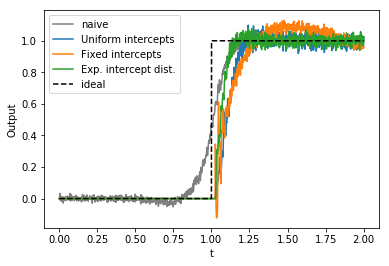 naive
Uniform intercepts
Fixed intercepts
Exp. intercept dist.
ideal
Output
1.0
0.8
0.6
0.4
0.2
0.0
0.00 0.25 0.50 0.75 1.00 1.25 1.50 1.75 2.00
t